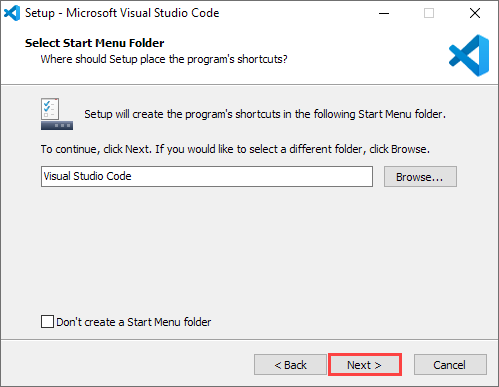 Setup - Microsoft Visual Studio Code
Select Start Menu Folder
Where should Setup place the program's shortcuts?
Setup will create the program's shortcuts in the following Start Menu folder.
To continue, click Next. If you would like to select a different folder, click Browse.
Visual Studio Code
Browse...
Don't create a Start Menu folder
< Back
Next >
Cancel